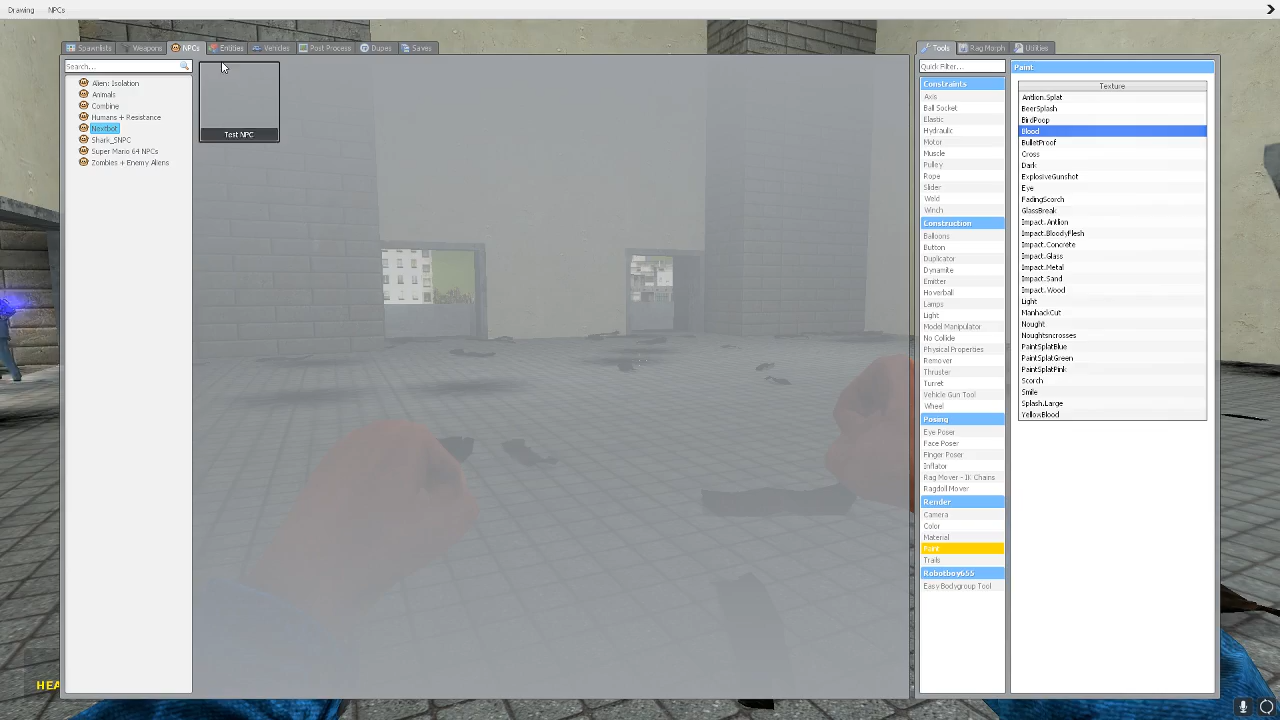 Drawing NPCs
Spawnlists Weapons NPCs Entities Vehicles Post Process Dupes Saves
Search...
Alien: Isolation
Animals
Combine
Humans + Resistance
Nextbot
Shark_SNPC
Super Mario 64 NPCs
Zombies + Enemy Aliens
Test NPC
HEA
Tools Rag Morph Utilities
Quick Filter...
Constraints
Axis
Ball Socket
Elastic
Hydraulic
Motor
Muscle
Pulley
Rope
Slider
Weld
Winch
Construction
Balloons
Button
Duplicator
Dynamite
Emitter
Hoverball
Lamps
Light
Model Manipulator
No Collide
Physical Properties
Remover
Thruster
Turret
Vehicle Gun Tool
Wheel
Posing
Eye Poser
Face Poser
Finger Poser
Inflator
Rag Mover - IK Chains
Ragdoll Mover
Render
Camera
Color
Material
Paint
Trails
Robotboy655
Easy Bodygroup Tool
Paint
Texture
Antlion.Splat
BeerSplash
BirdPoop
Blood
BulletProof
Cross
Dark
ExplosiveGunshot
Eye
FadingScorch
GlassBreak
Impact.Antlion
Impact.BloodyFlesh
Impact.Concrete
Impact.Glass
Impact.Metal
Impact.Sand
Impact.Wood
Light
ManhackCut
Nought
Noughtsncrosses
PaintSplatBlue
PaintSplatGreen
PaintSplatPink
Scorch
Smile
Splash.Large
YellowBlood